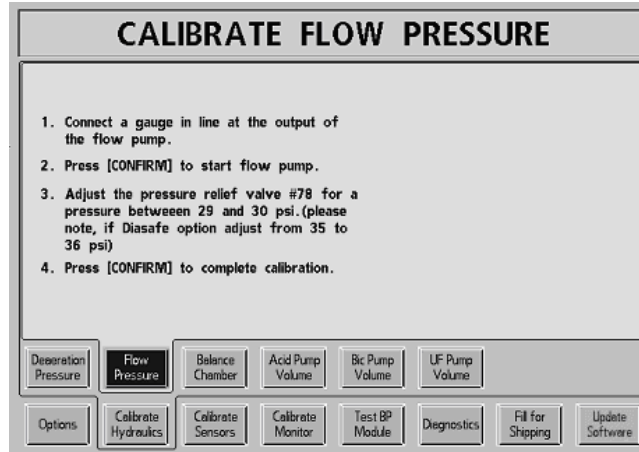 CALIBRATE FLOW PRESSURE
1. Connect a gauge in line at the output of
the flow pump.
2. Press [CONFIRM] to start flow pump.
3. Adjust the pressure relief valve #78 for a
pressure betweeen 29 and 30 psi.(please
note, if Diasafe option adjust from 35 to
36 psi)
4. Press [CONFIRM] to complete calibration.
Deaeration
Pressure
Flow
Pressure
Balance
Chamber
Acid Pump
Volume
Bic Pump
Volume
UF Pump
Volume
Options
Calibrate
Hydraulics
Calibrate
Sensors
Calibrate
Monitor
Test BP
Module
Diagnostics
Fill for
Shipping
Update
Software